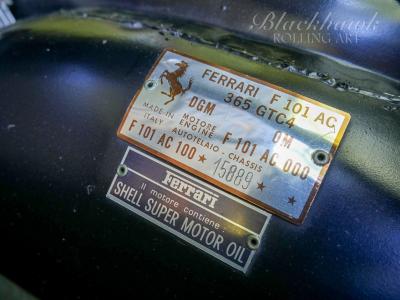 Blackhawk
ROLLING ART
FERRARI F 101 AC
365 GTC4
DGM OM
MADE IN ITALY MOTORE ENGINE
F 101 AC 100 F 101 AC 000
AUTOTELAIO - CHASSIS
★ 15889 ★
Ferrari
Il motore contiene:
SHELL SUPER MOTOR OIL